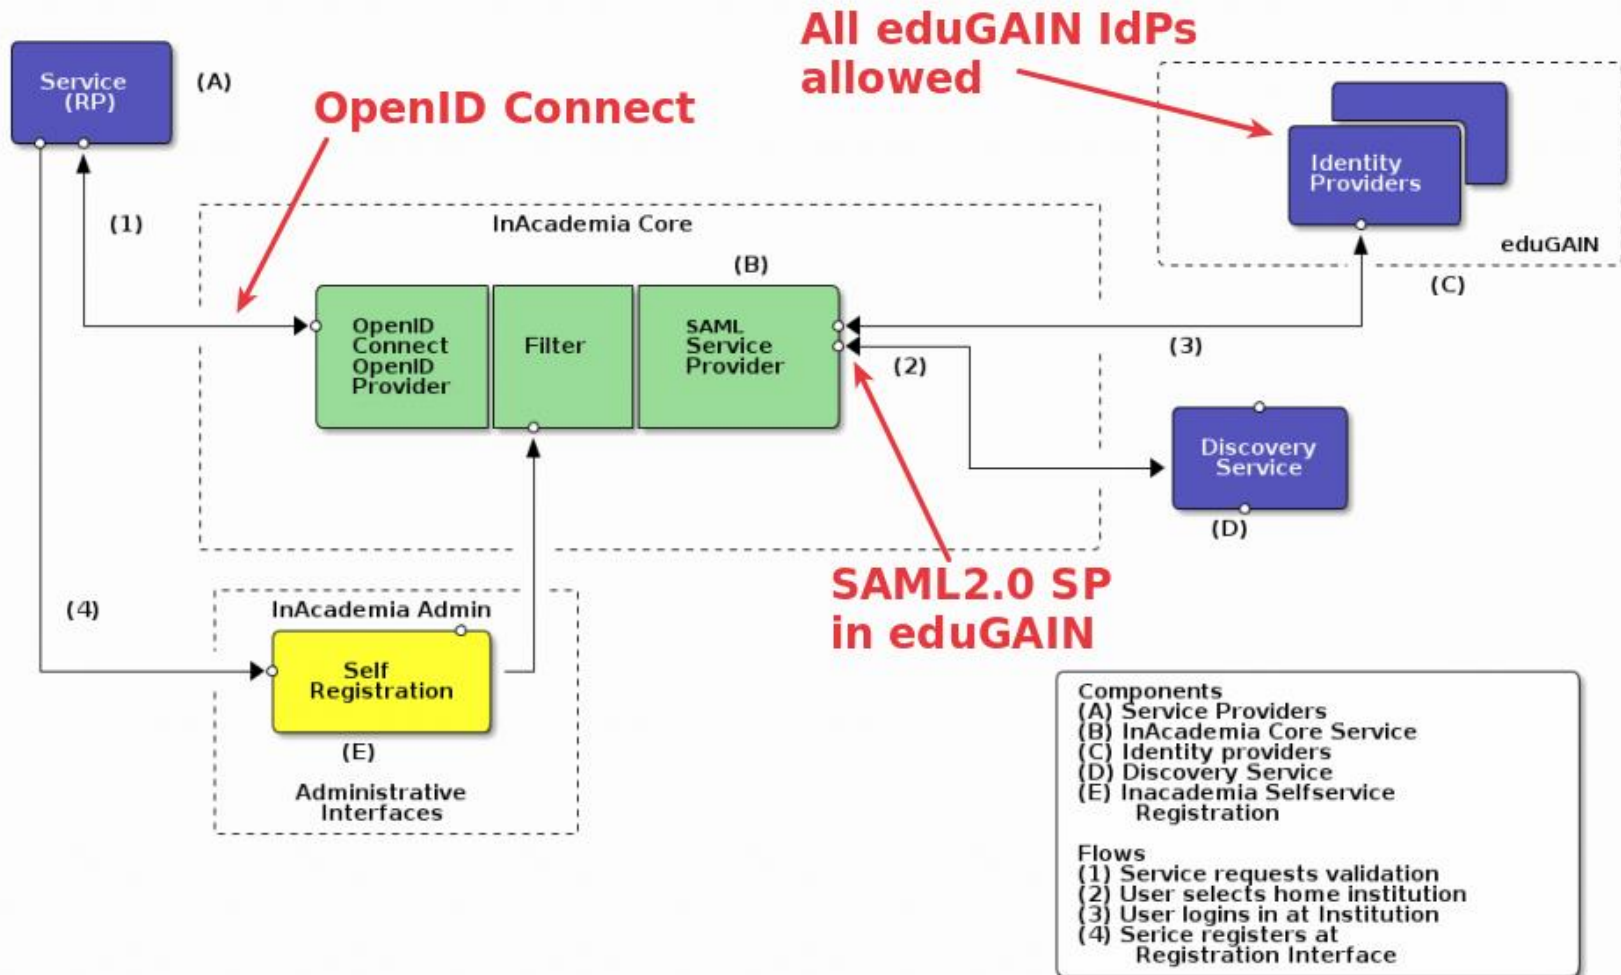 All eduGAIN IdPs
allowed
Service
(RP)
(A)
OpenID Connect
Identity
Providers
eduGAIN
(C)
(1)
InAcademia Core
(B)
OpenID
Connect
OpenID
Provider
Filter
SAML
Service
Provider
(2)
(3)
Discovery
Service
(D)
SAML2.0 SP
in eduGAIN
(4)
InAcademia Admin
Self
Registration
(E)
Administrative
Interfaces
Components
(A) Service Providers
(B) InAcademia Core Service
(C) Identity providers
(D) Discovery Service
(E) Inacademia Selfservice
Registration
Flows
(1) Service requests validation
(2) User selects home institution
(3) User logins in at Institution
(4) Serice registers at
Registration Interface